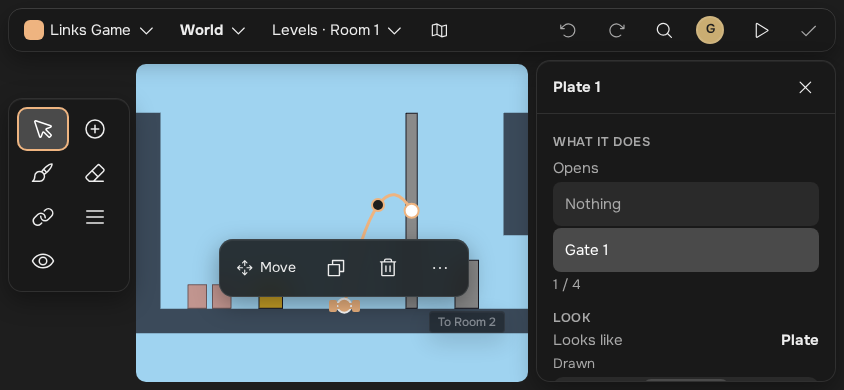 Links Game World Levels · Room 1 G
Plate 1
WHAT IT DOES
Opens
Nothing
Gate 1
1 / 4
LOOK
Looks like Plate
Drawn
Move
To Room 2